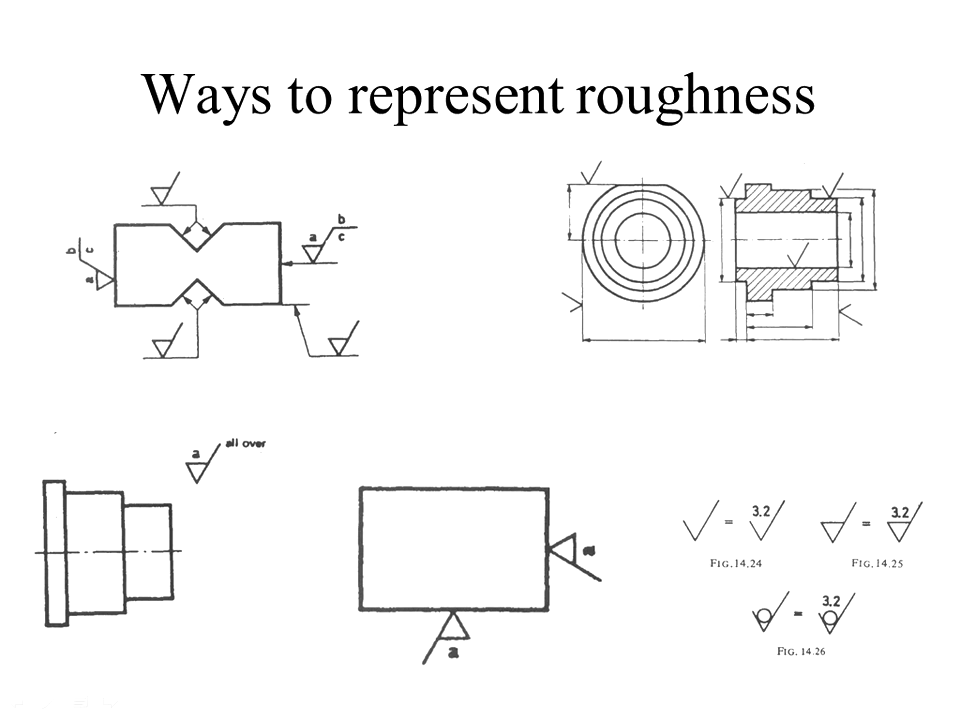 Ways to represent roughness
b
a
c
b
c
a
a
all over
a
a
=
3.2
FIG. 14.24
=
3.2
FIG. 14.25
=
3.2
FIG. 14.26